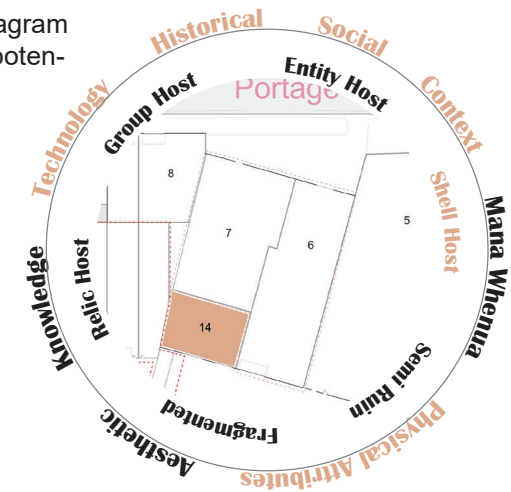 agram
ooten-
Historical
Social
Context
Mana Whenua
Physical Attributes
Aesthetic
Knowledge
Technology
Group Host
Entity Host
Shell Host
Semi Ruin
Fragmented
Relic Host
Portage
8
7
6
5
14